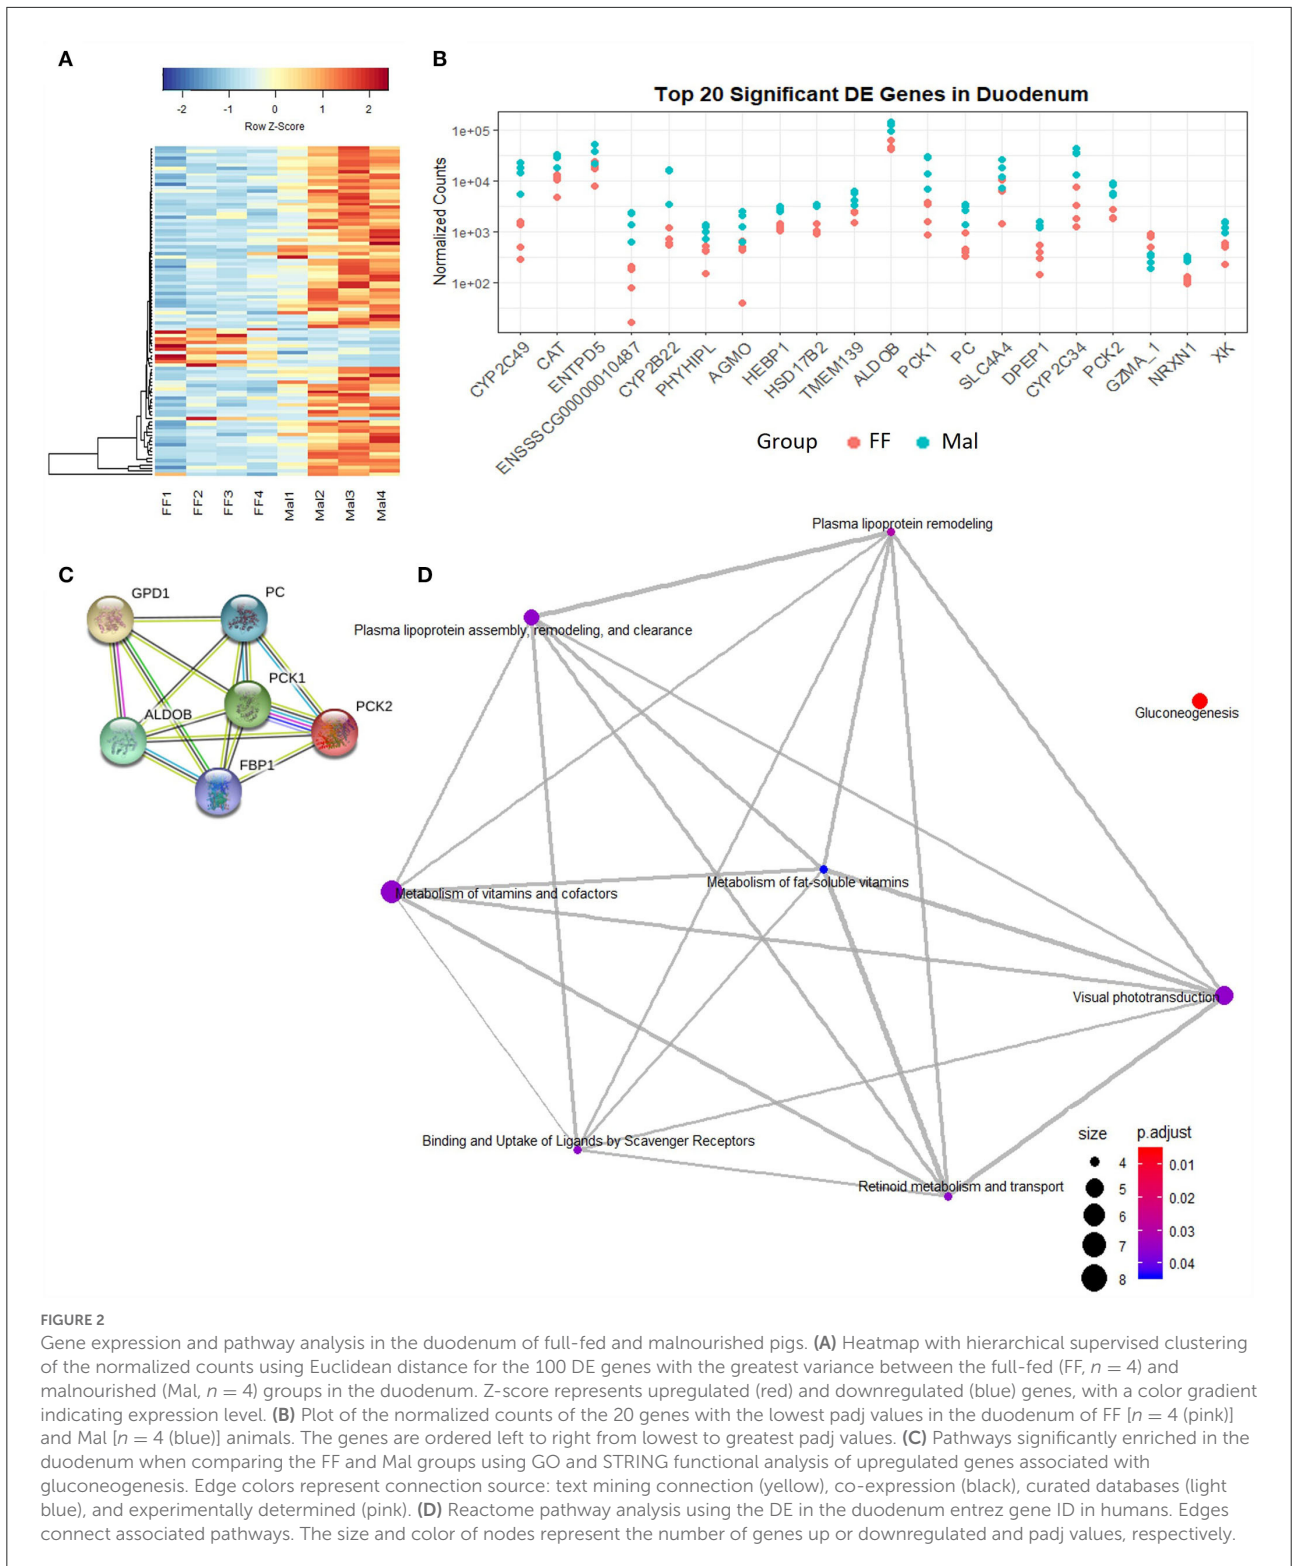 A
-2 -1 0 1 2
Row Z-Score
FF1 FF2 FF3 FF4 Mal1 Mal2 Mal3 Mal4
B
Top 20 Significant DE Genes in Duodenum
Normalized Counts
1e+05
1e+04
1e+03
1e+02
CYP2C49 CAT ENTPD5 ENSSSCG00000010487 CYP2B22 PHYHIPL AGMO HEBP1 HSD17B2 TMEM139 ALDOB PCK1 PC SLC4A4 DPEP1 CYP2C34 PCK2 GZMA_1 NRXN1 XK
Group FF Mal
C
GPD1 PC
PCK1
ALDOB PCK2
FBP1
D
Plasma lipoprotein remodeling
Plasma lipoprotein assembly, remodeling, and clearance
Gluconeogenesis
Metabolism of fat-soluble vitamins
Metabolism of vitamins and cofactors
Visual phototransduction
Binding and Uptake of Ligands by Scavenger Receptors
Retinoid metabolism and transport
size p.adjust
4 0.01
5 0.02
6 0.03
7 0.04
8
FIGURE 2
Gene expression and pathway analysis in the duodenum of full-fed and malnourished pigs. (A) Heatmap with hierarchical supervised clustering
of the normalized counts using Euclidean distance for the 100 DE genes with the greatest variance between the full-fed (FF, n = 4) and
malnourished (Mal, n = 4) groups in the duodenum. Z-score represents upregulated (red) and downregulated (blue) genes, with a color gradient
indicating expression level. (B) Plot of the normalized counts of the 20 genes with the lowest padj values in the duodenum of FF [n = 4 (pink)]
and Mal [n = 4 (blue)] animals. The genes are ordered left to right from lowest to greatest padj values. (C) Pathways significantly enriched in the
duodenum when comparing the FF and Mal groups using GO and STRING functional analysis of upregulated genes associated with
gluconeogenesis. Edge colors represent connection source: text mining connection (yellow), co-expression (black), curated databases (light
blue), and experimentally determined (pink). (D) Reactome pathway analysis using the DE in the duodenum entrez gene ID in humans. Edges
connect associated pathways. The size and color of nodes represent the number of genes up or downregulated and padj values, respectively.